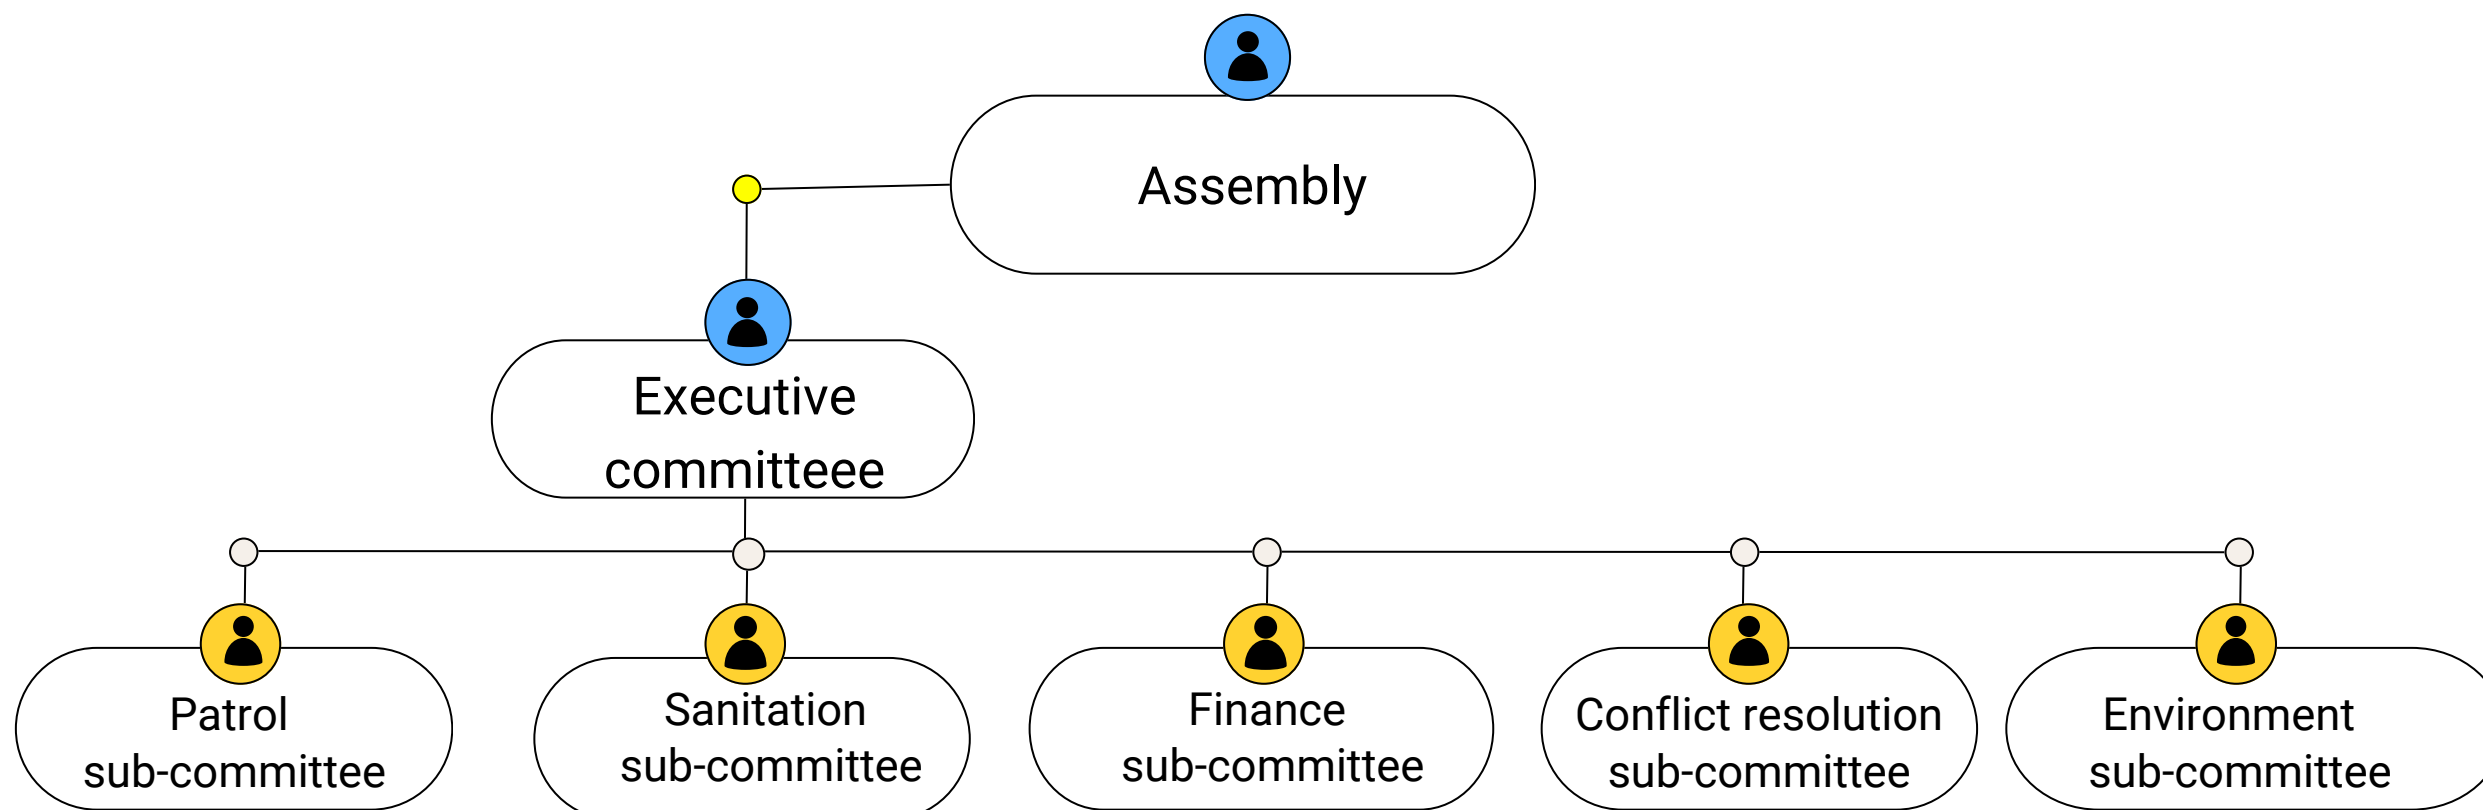 Assembly
Executive
committeee
Patrol
sub-committee
Sanitation
sub-committee
Finance
sub-committee
Conflict resolution
sub-committee
Environment
sub-committee